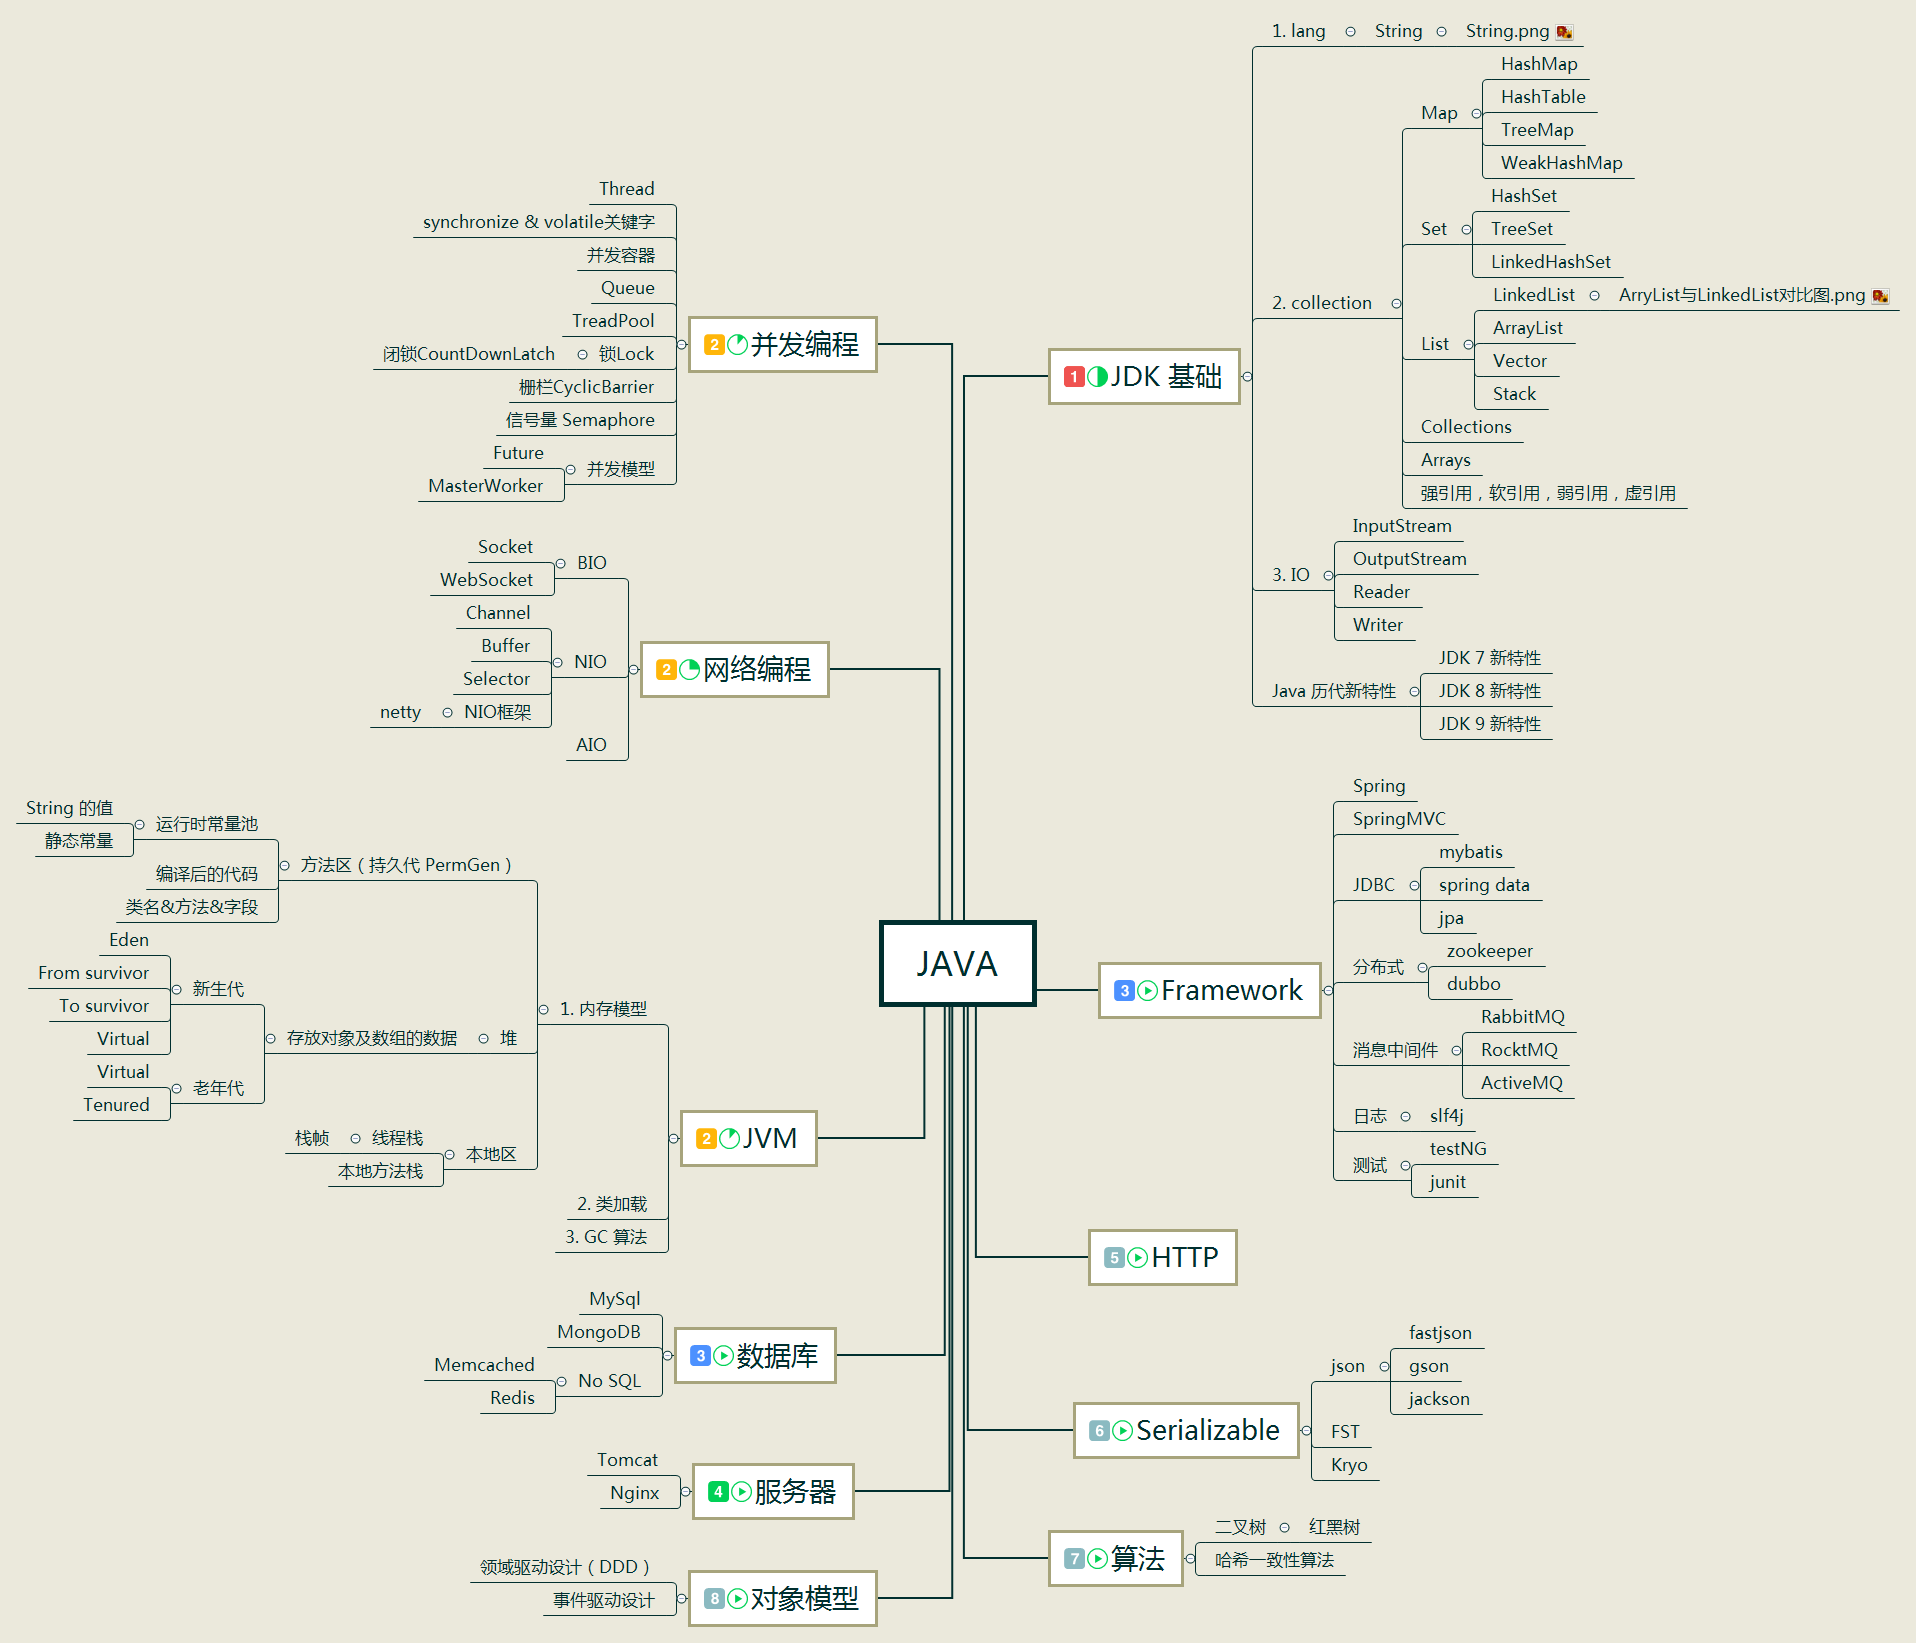 JAVA
1 JDK 基础
1. lang
String
String.png
2. collection
Map
HashMap
HashTable
TreeMap
WeakHashMap
Set
HashSet
TreeSet
LinkedHashSet
List
LinkedList
ArryList与LinkedList对比图.png
ArrayList
Vector
Stack
Collections
Arrays
强引用，软引用，弱引用，虚引用
3. IO
InputStream
OutputStream
Reader
Writer
Java 历代新特性
JDK 7 新特性
JDK 8 新特性
JDK 9 新特性
3 Framework
Spring
SpringMVC
JDBC
mybatis
spring data
jpa
分布式
zookeeper
dubbo
消息中间件
RabbitMQ
RocktMQ
ActiveMQ
日志
slf4j
测试
testNG
junit
5 HTTP
6 Serializable
json
fastjson
gson
jackson
FST
Kryo
7 算法
二叉树
红黑树
哈希一致性算法
2 并发编程
Thread
synchronize & volatile关键字
并发容器
Queue
TreadPool
锁Lock
闭锁CountDownLatch
栅栏CyclicBarrier
信号量 Semaphore
并发模型
Future
MasterWorker
2 网络编程
BIO
Socket
WebSocket
NIO
Channel
Buffer
Selector
NIO框架
netty
AIO
2 JVM
1. 内存模型
方法区（持久代 PermGen）
运行时常量池
String 的值
静态常量
编译后的代码
类名&方法&字段
堆
存放对象及数组的数据
新生代
Eden
From survivor
To survivor
Virtual
老年代
Virtual
Tenured
本地区
线程栈
栈帧
本地方法栈
2. 类加载
3. GC 算法
3 数据库
MySql
MongoDB
No SQL
Memcached
Redis
4 服务器
Tomcat
Nginx
8 对象模型
领域驱动设计（DDD）
事件驱动设计